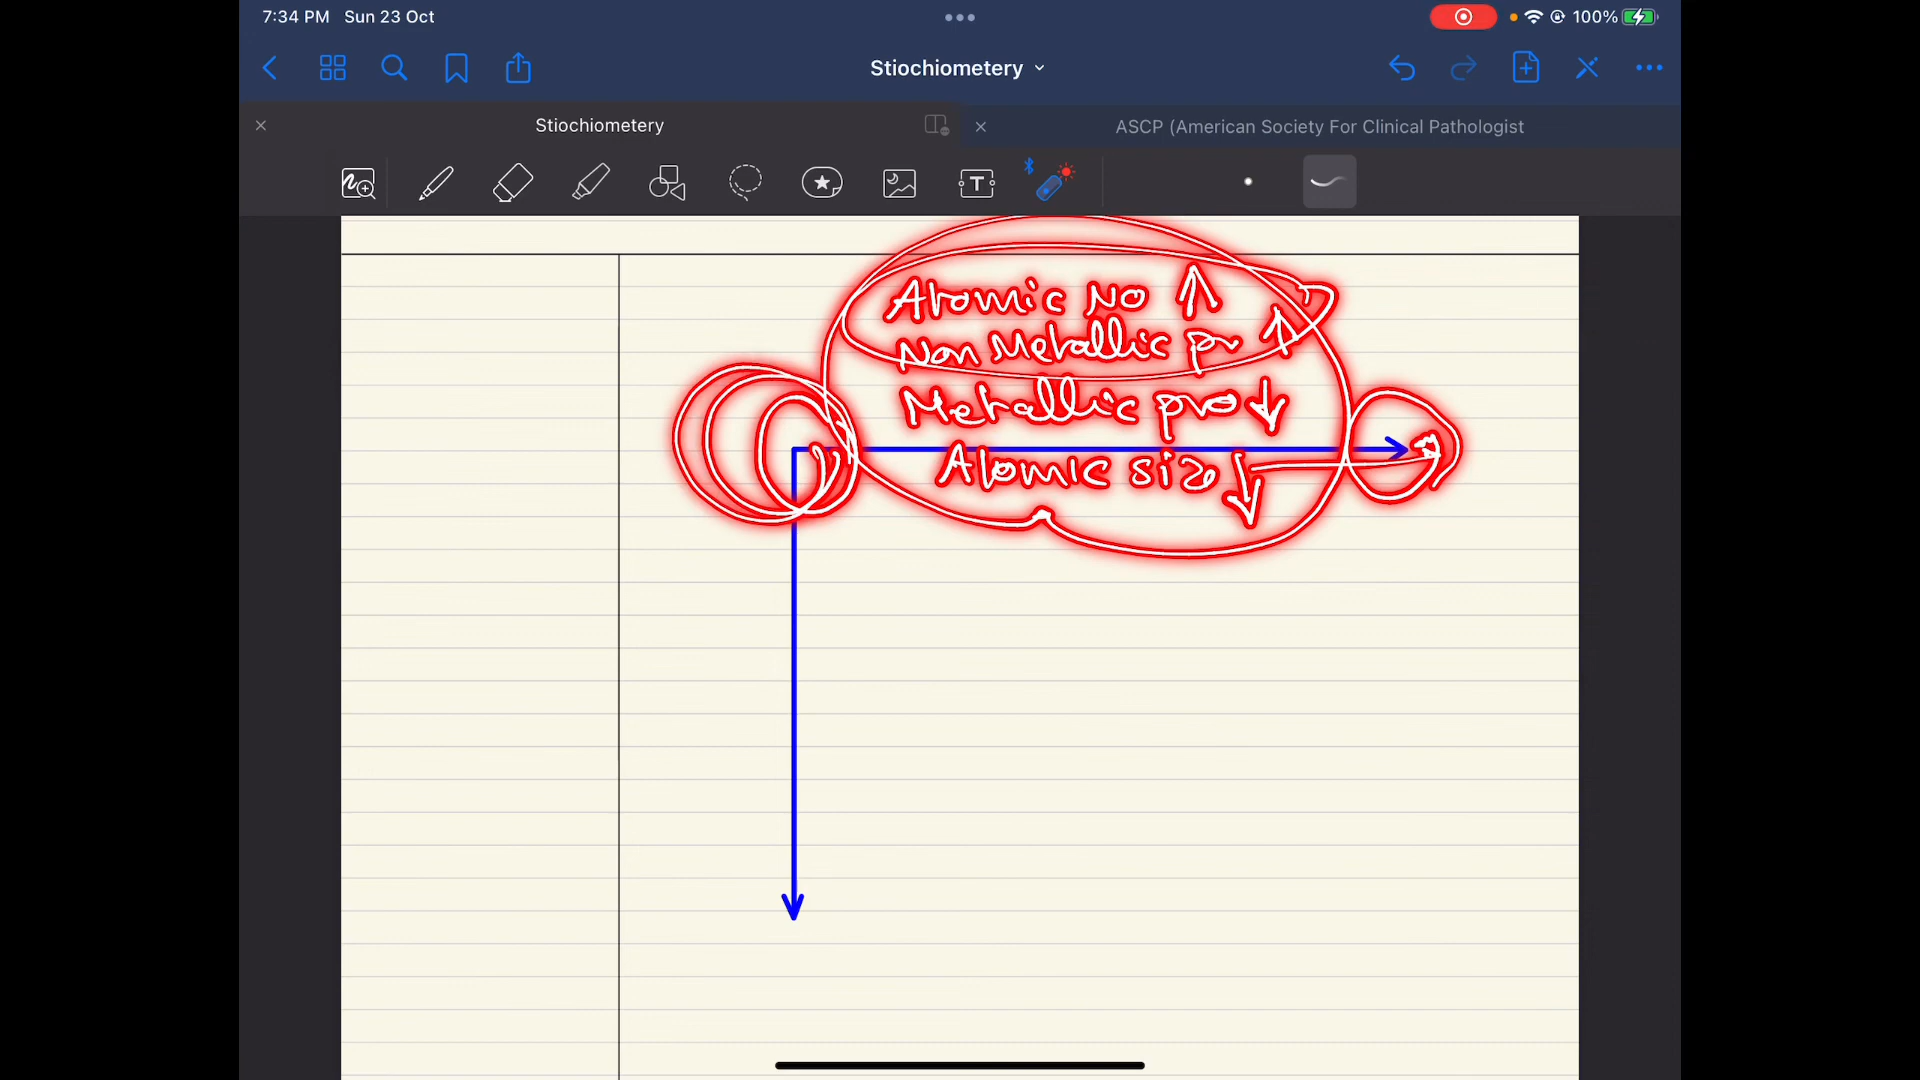 7:34 PM Sun 23 Oct
100%
Stiochiometery
Stiochiometery
ASCP (American Society For Clinical Pathologist
T
Atomic No ↑
Non Metallic pr ↑
Metallic pro ↓
Atomic size ↓